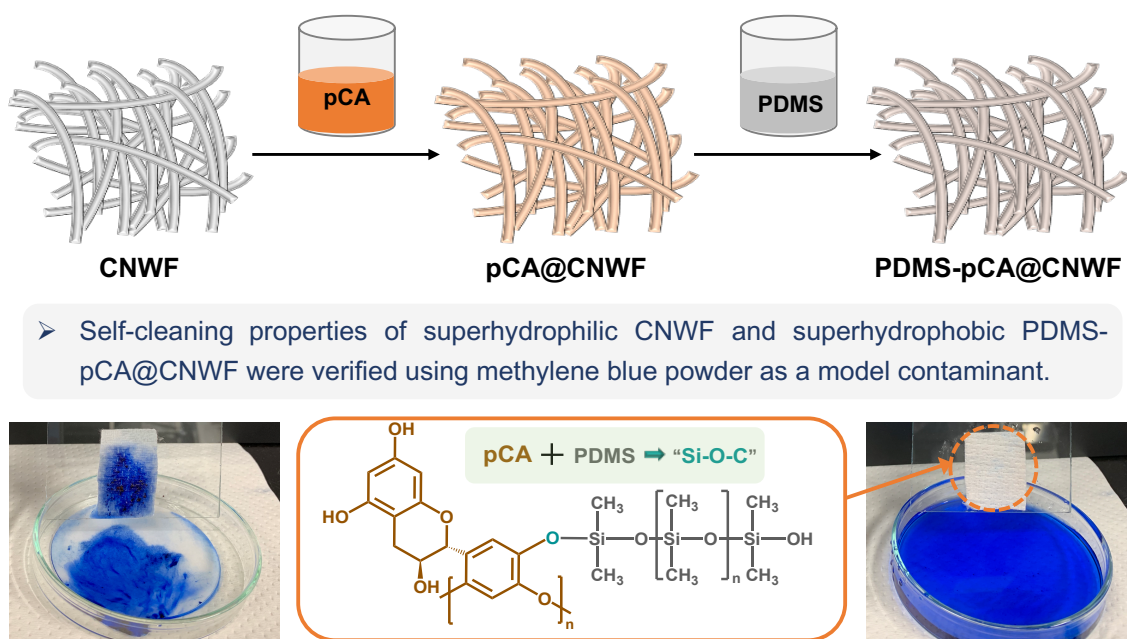 pCA
PDMS
CNWF
pCA@CNWF
PDMS-pCA@CNWF
➢ Self-cleaning properties of superhydrophilic CNWF and superhydrophobic PDMS-
pCA@CNWF were verified using methylene blue powder as a model contaminant.
pCA + PDMS ➡ “Si-O-C”
OH
HO
O
OH
O
O
n
CH₃
CH₃
CH₃
Si
O
Si
O
Si
OH
n
CH₃
CH₃
CH₃